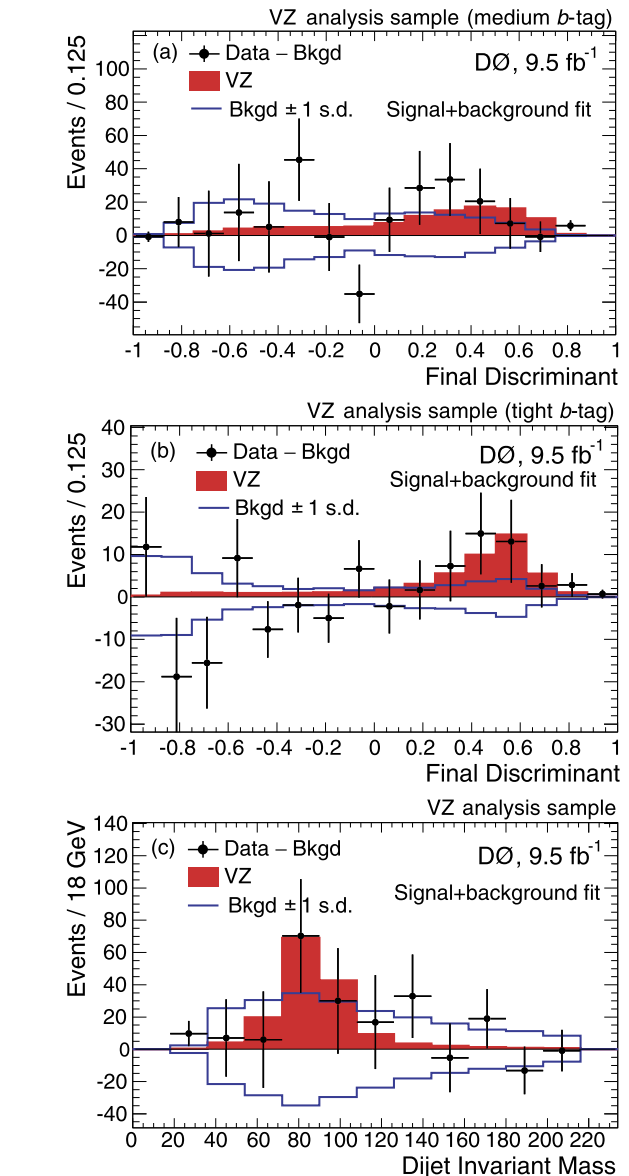 VZ analysis sample (medium b-tag)
(a)
Data − Bkgd
VZ
Bkgd ± 1 s.d.
DØ, 9.5 fb-1
Signal+background fit
Events / 0.125
100
80
60
40
20
0
-20
-40
-1 -0.8 -0.6 -0.4 -0.2 0 0.2 0.4 0.6 0.8 1
Final Discriminant
VZ analysis sample (tight b-tag)
(b)
Data − Bkgd
VZ
Bkgd ± 1 s.d.
DØ, 9.5 fb-1
Signal+background fit
Events / 0.125
40
30
20
10
0
-10
-20
-30
-1 -0.8 -0.6 -0.4 -0.2 0 0.2 0.4 0.6 0.8 1
Final Discriminant
VZ analysis sample
(c)
Data − Bkgd
VZ
Bkgd ± 1 s.d.
DØ, 9.5 fb-1
Signal+background fit
Events / 18 GeV
140
120
100
80
60
40
20
0
-20
-40
0 20 40 60 80 100 120 140 160 180 200 220
Dijet Invariant Mass